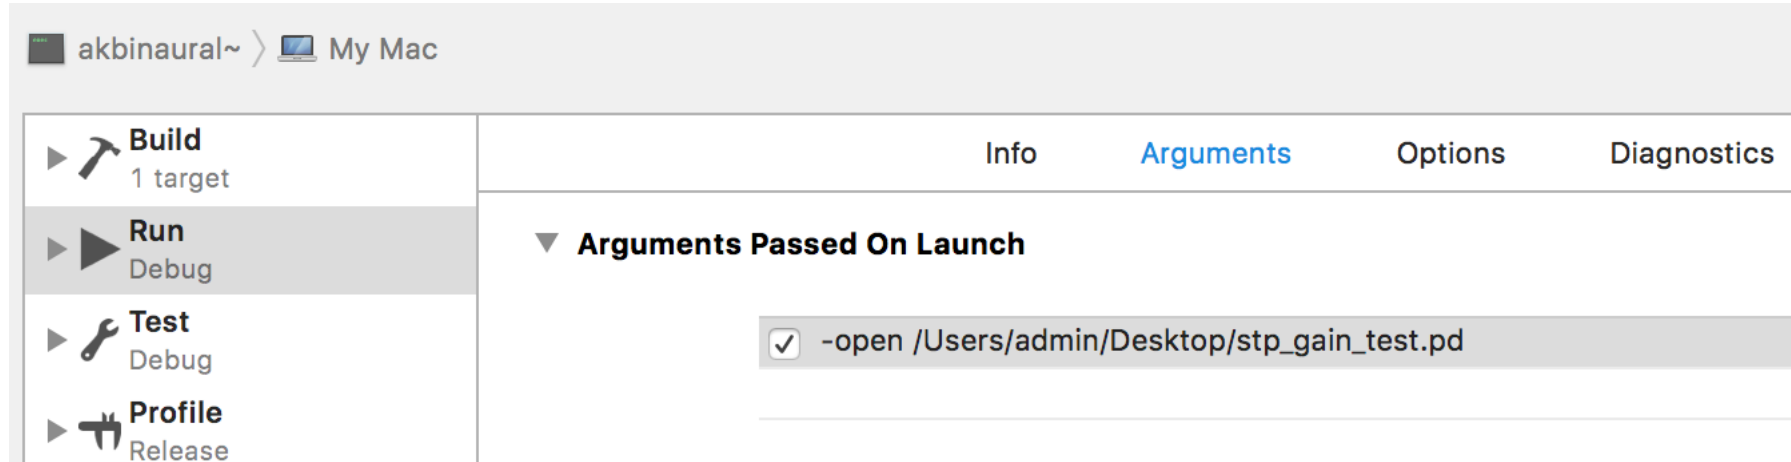 akbinaural~ 〉 My Mac
Build
1 target
Run
Debug
Test
Debug
Profile
Release
Info Arguments Options Diagnostics
Arguments Passed On Launch
-open /Users/admin/Desktop/stp_gain_test.pd